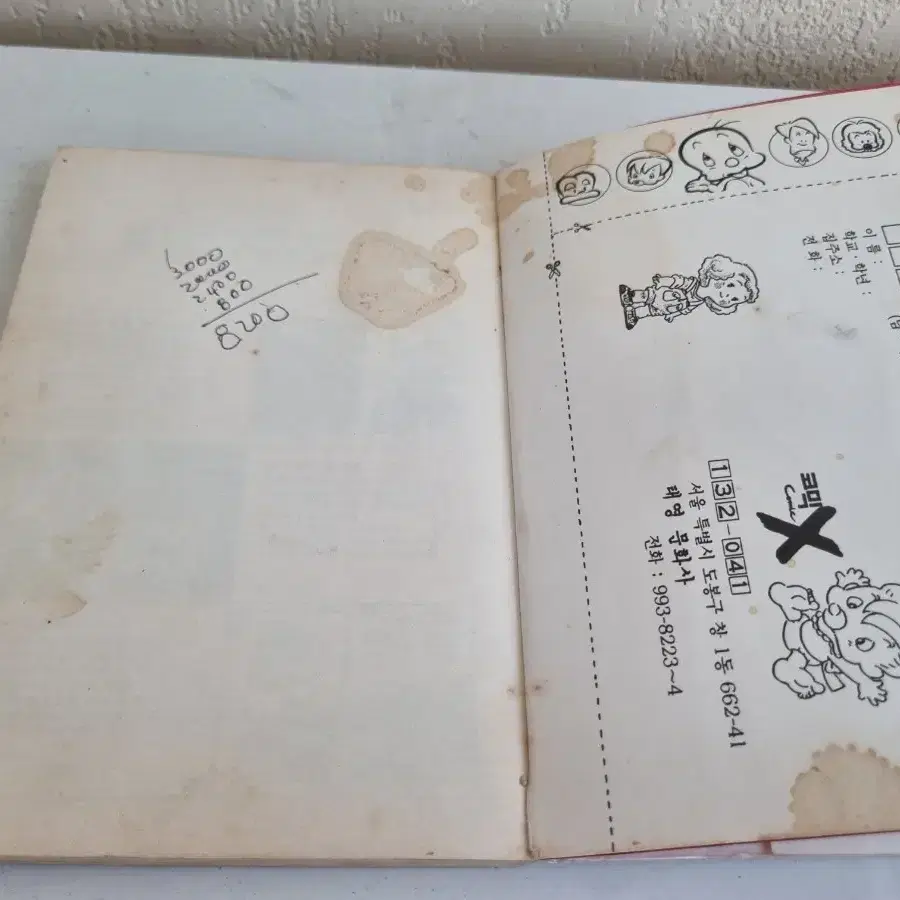 3000
2000
2400
800
8200
이 름 :
학교·학년 :
집주소 :
전 화 :
코믹
Comic
X
132-041
서울 특별시 도봉구 창 1동 662-41
태영 문화사
전화 : 993-8223~4